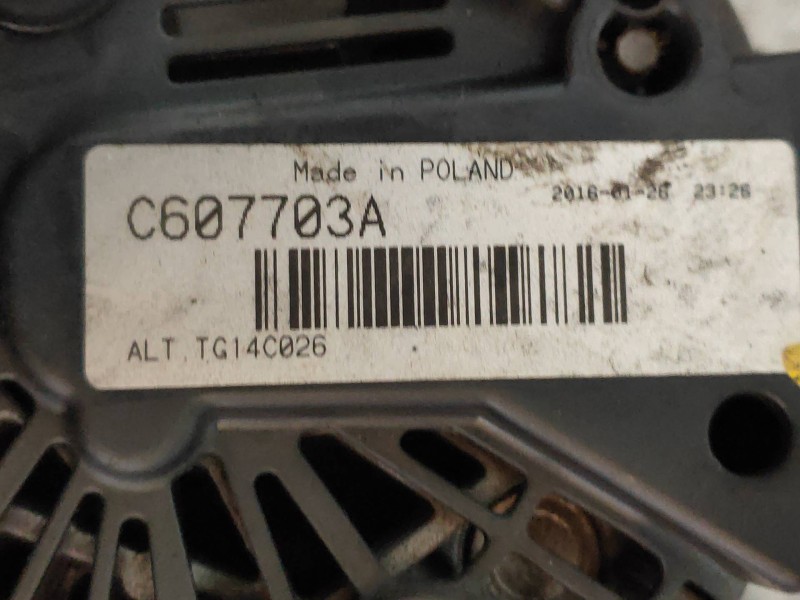 Made in POLAND
2016-01-26 23:26
C607703A
ALT.TG14C026